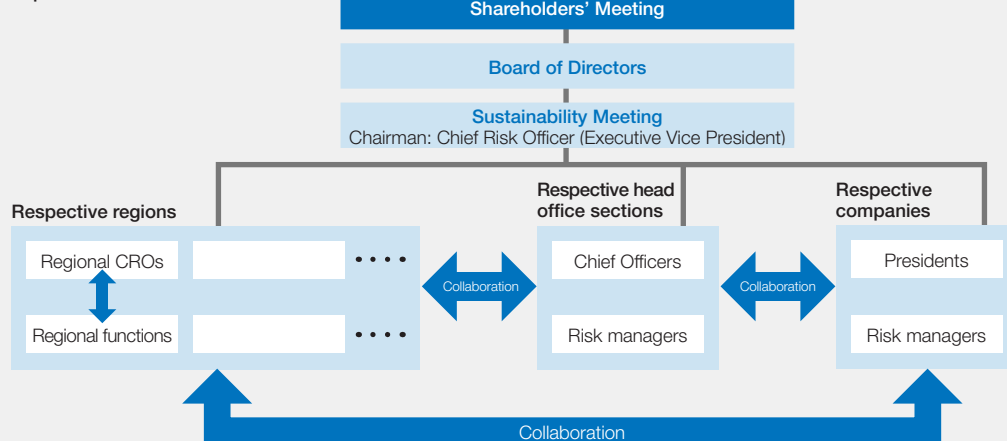 Shareholders' Meeting
Board of Directors
Sustainability Meeting
Chairman: Chief Risk Officer (Executive Vice President)
Respective regions
Respective head
office sections
Respective
companies
Regional CROs
• • • •
Collaboration
Chief Officers
Collaboration
Presidents
Regional functions
• • • •
Risk managers
Risk managers
Collaboration